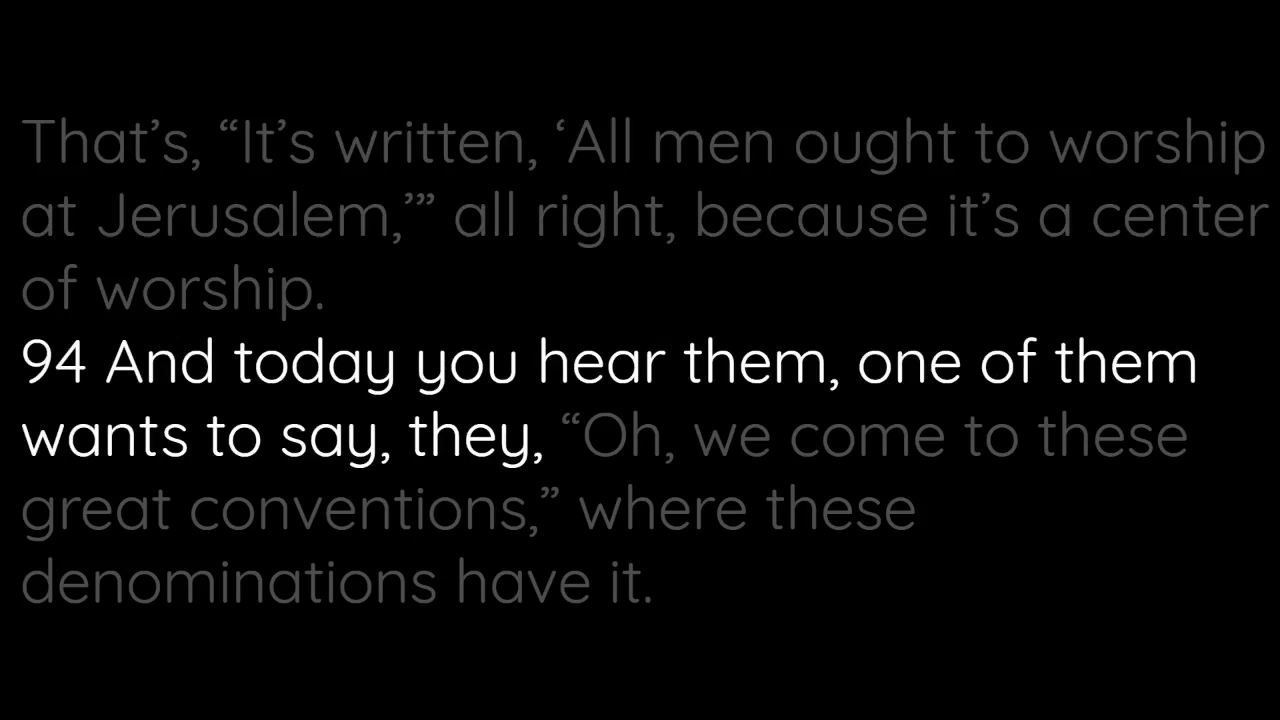 That’s, “It’s written, ‘All men ought to worship
at Jerusalem,’” all right, because it’s a center
of worship.
94 And today you hear them, one of them
wants to say, they, “Oh, we come to these
great conventions,” where these
denominations have it.